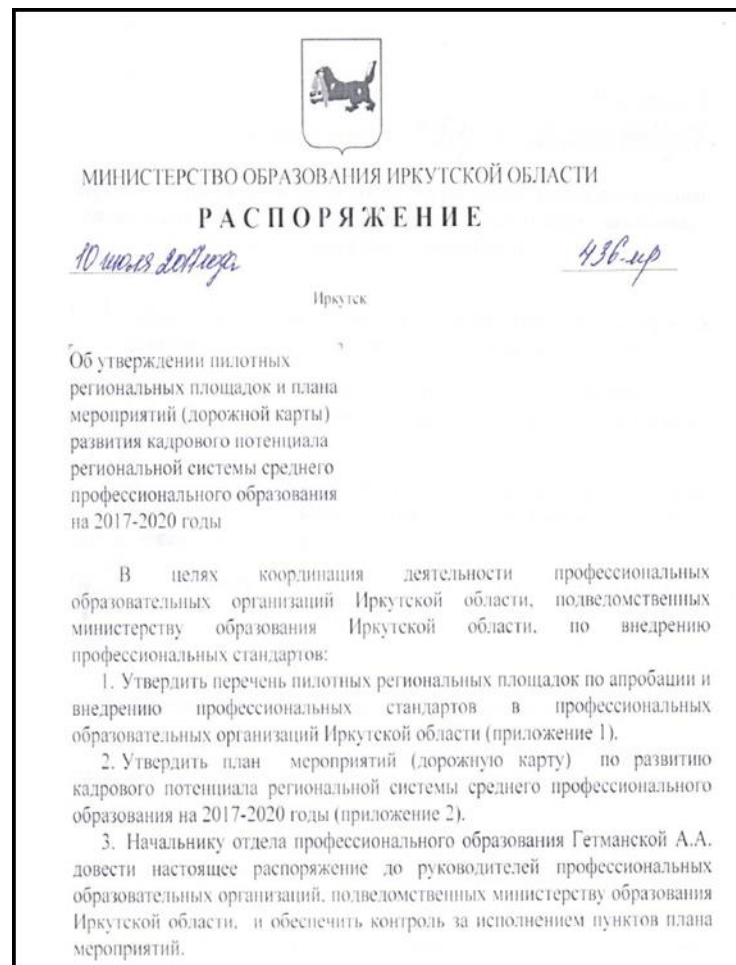 МИНИСТЕРСТВО ОБРАЗОВАНИЯ ИРКУТСКОЙ ОБЛАСТИ
РАСПОРЯЖЕНИЕ
10 июля 2017 года 436-мр
Иркутск
Об утверждении пилотных
региональных площадок и плана
мероприятий (дорожной карты)
развития кадрового потенциала
региональной системы среднего
профессионального образования
на 2017-2020 годы
В целях координация деятельности профессиональных
образовательных организаций Иркутской области, подведомственных
министерству образования Иркутской области, по внедрению
профессиональных стандартов:
1. Утвердить перечень пилотных региональных площадок по апробации и
внедрению профессиональных стандартов в профессиональных
образовательных организаций Иркутской области (приложение 1).
2. Утвердить план мероприятий (дорожную карту) по развитию
кадрового потенциала региональной системы среднего профессионального
образования на 2017-2020 годы (приложение 2).
3. Начальнику отдела профессионального образования Гетманской А.А.
довести настоящее распоряжение до руководителей профессиональных
образовательных организаций, подведомственных министерству образования
Иркутской области, и обеспечить контроль за исполнением пунктов плана
мероприятий.